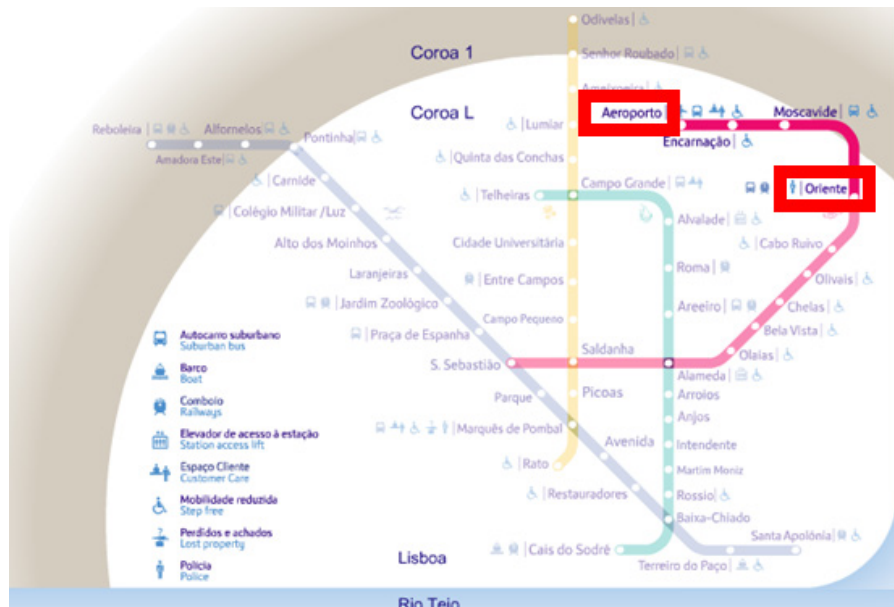 Odivelas
Coroa 1
Senhor Roubado
Ameixoeira
Coroa L
Aeroporto
Moscavide
Reboleira
Alfornelos
Pontinha
Lumiar
Encarnação
Amadora Este
Quinta das Conchas
Carnide
Telheiras
Campo Grande
Oriente
Colégio Militar /Luz
Alvalade
Alto dos Moinhos
Cidade Universitária
Cabo Ruivo
Laranjeiras
Entre Campos
Roma
Olivais
Jardim Zoológico
Campo Pequeno
Areeiro
Chelas
Praça de Espanha
Bela Vista
S. Sebastião
Saldanha
Olaias
Alameda
Parque
Picoas
Arroios
Anjos
Marquês de Pombal
Avenida
Intendente
Rato
Martim Moniz
Restauradores
Rossio
Baixa-Chiado
Santa Apolónia
Cais do Sodré
Terreiro do Paço
Lisboa
Autocarro suburbano
Suburban bus
Barco
Boat
Comboio
Railways
Elevador de acesso à estação
Station access lift
Espaço Cliente
Customer Care
Mobilidade reduzida
Step free
Perdidos e achados
Lost property
Polícia
Police
Rio Tejo